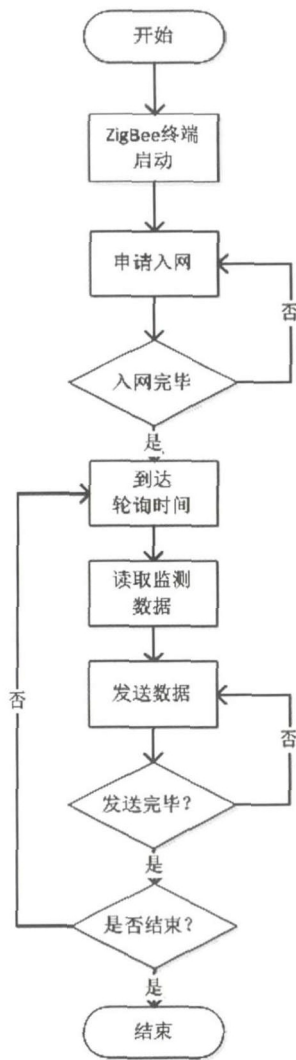 开始
ZigBee终端
启动
申请入网
否
入网完毕
是
到达
轮询时间
读取监测
数据
否
发送数据
否
发送完毕?
是
是否结束?
是
结束